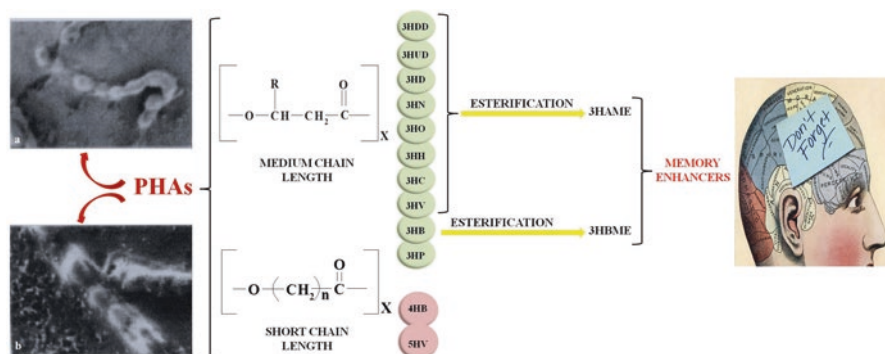 a
PHAs
b
R
O
— O — CH — CH2 — C
X
MEDIUM CHAIN
LENGTH
O
— O —( CH2 )n C —
X
SHORT CHAIN
LENGTH
3HDD
3HUD
3HD
3HN
3HO
3HH
3HC
3HV
3HB
3HP
4HB
5HV
ESTERIFICATION
3HAME
ESTERIFICATION
3HBME
MEMORY
ENHANCERS
Don't
Forget